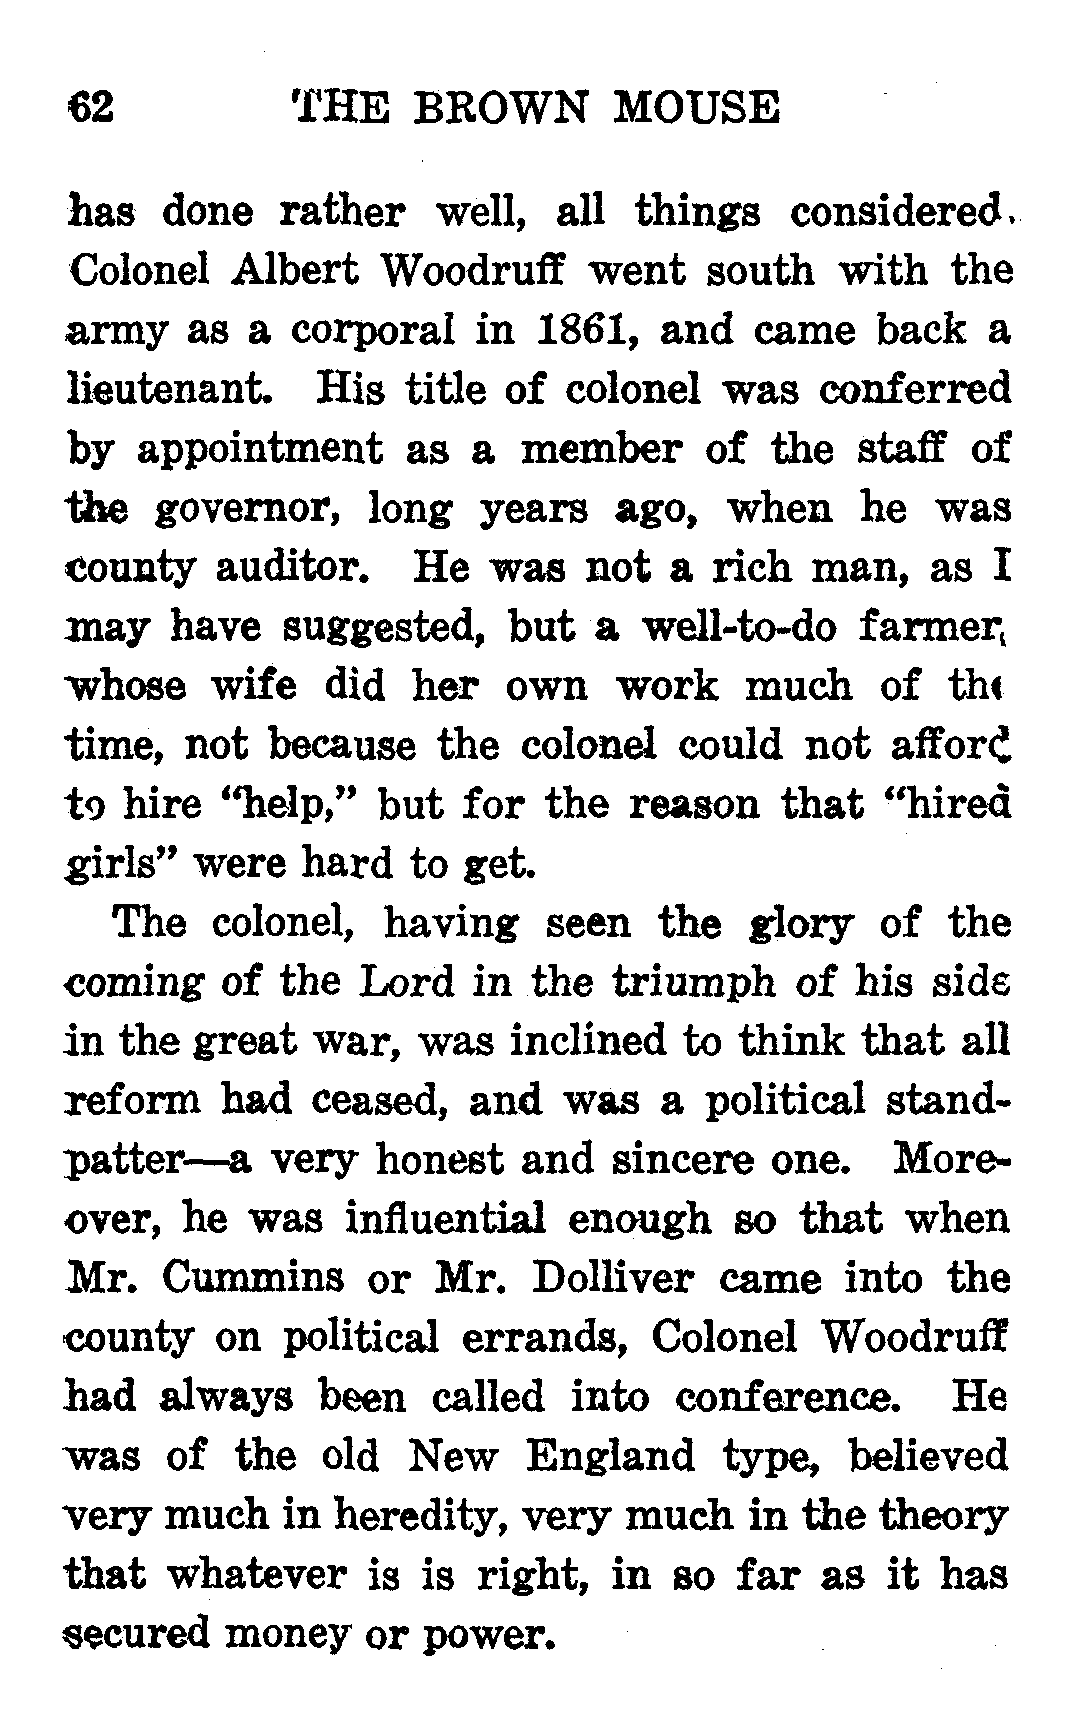 62 THE BROWN MOUSE
has done rather well, all things considered.
Colonel Albert Woodruff went south with the
army as a corporal in 1861, and came back a
lieutenant. His title of colonel was conferred
by appointment as a member of the staff of
the governor, long years ago, when he was
county auditor. He was not a rich man, as I
may have suggested, but a well-to-do farmer,
whose wife did her own work much of the
time, not because the colonel could not afford
to hire “help,” but for the reason that “hired
girls” were hard to get.
The colonel, having seen the glory of the
coming of the Lord in the triumph of his side
in the great war, was inclined to think that all
reform had ceased, and was a political stand-
patter—a very honest and sincere one. More-
over, he was influential enough so that when
Mr. Cummins or Mr. Dolliver came into the
county on political errands, Colonel Woodruff
had always been called into conference. He
was of the old New England type, believed
very much in heredity, very much in the theory
that whatever is is right, in so far as it has
secured money or power.